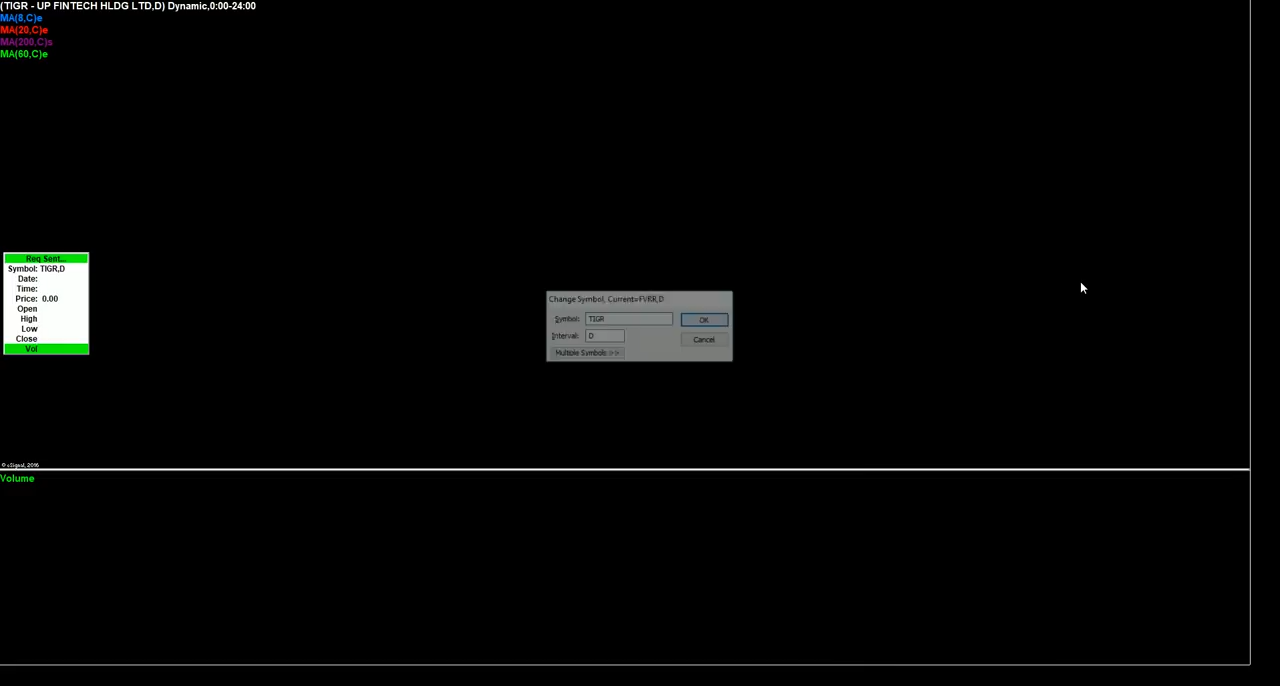 (TIGR - UP FINTECH HLDG LTD,D) Dynamic,0:00-24:00
MA(8,C)e
MA(20,C)e
MA(200,C)s
MA(60,C)e
Req Sent...
Symbol: TIGR,D
Date:
Time:
Price: 0.00
Open
High
Low
Close
Vol
Change Symbol, Current=FVRR,D
Symbol: TIGR OK
Interval: D Cancel
Multiple Symbols >>
© eSignal, 2016
Volume